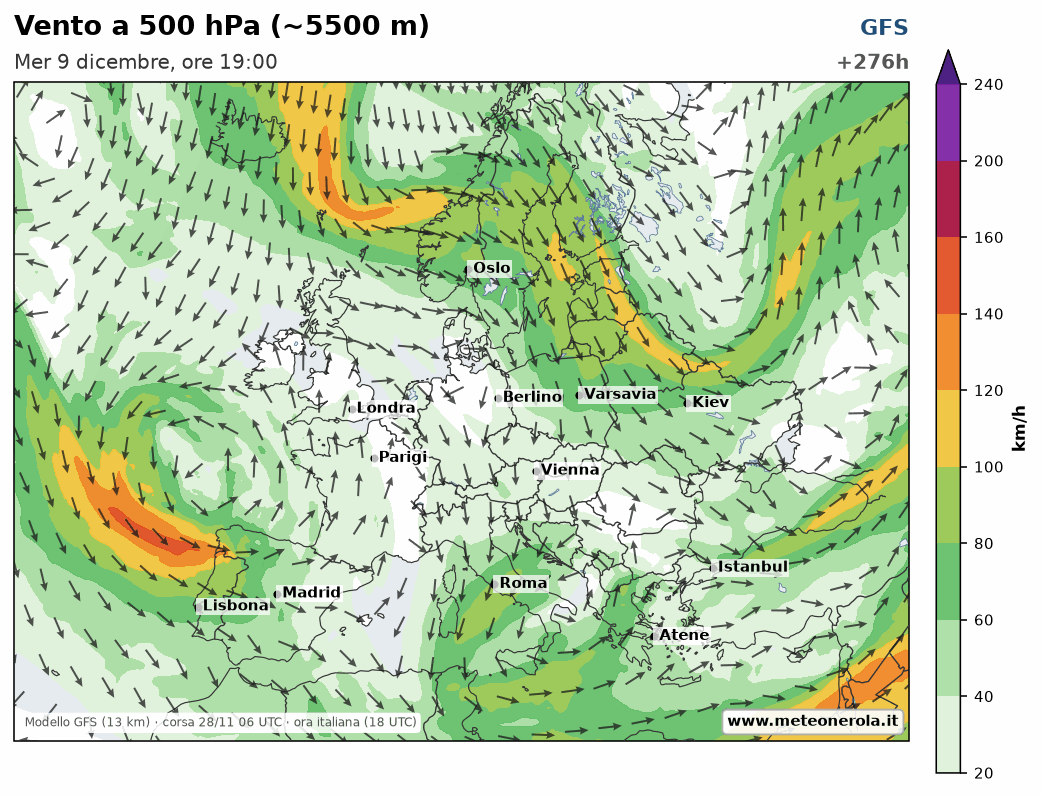 Vento a 500 hPa (~5500 m)
GFS
Mer 9 dicembre, ore 19:00
+276h
240
200
160
140
120
100
80
60
40
20
km/h
Oslo
Berlino
Varsavia
Kiev
Londra
Parigi
Vienna
Istanbul
Roma
Madrid
Lisbona
Atene
Modello GFS (13 km) · corsa 28/11 06 UTC · ora italiana (18 UTC)
www.meteonerola.it